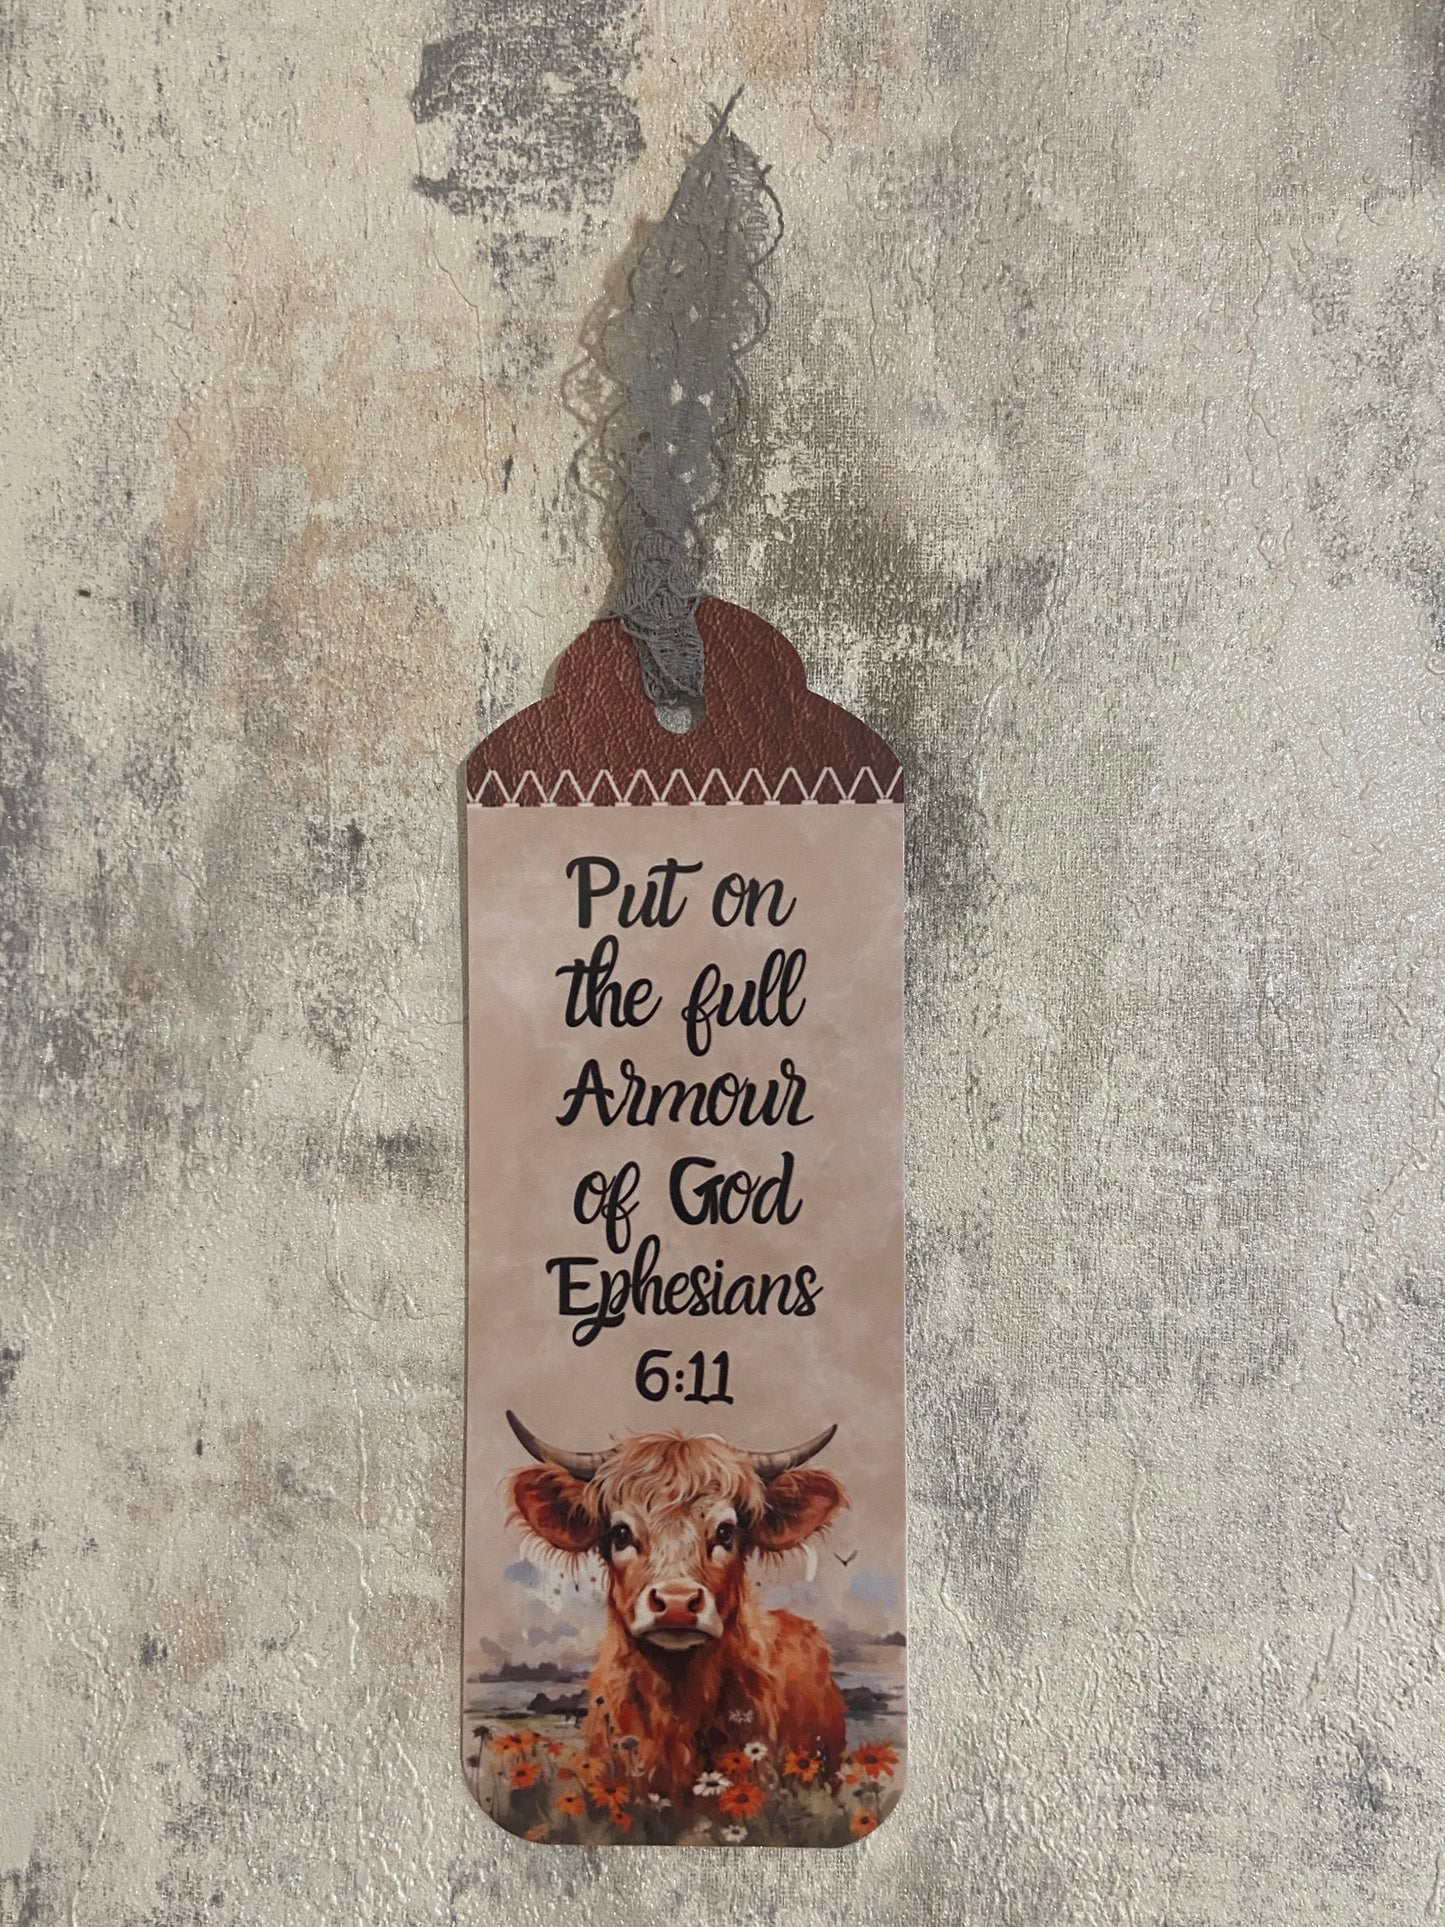 Put on
the full
Armour
of God
Ephesians
6:11